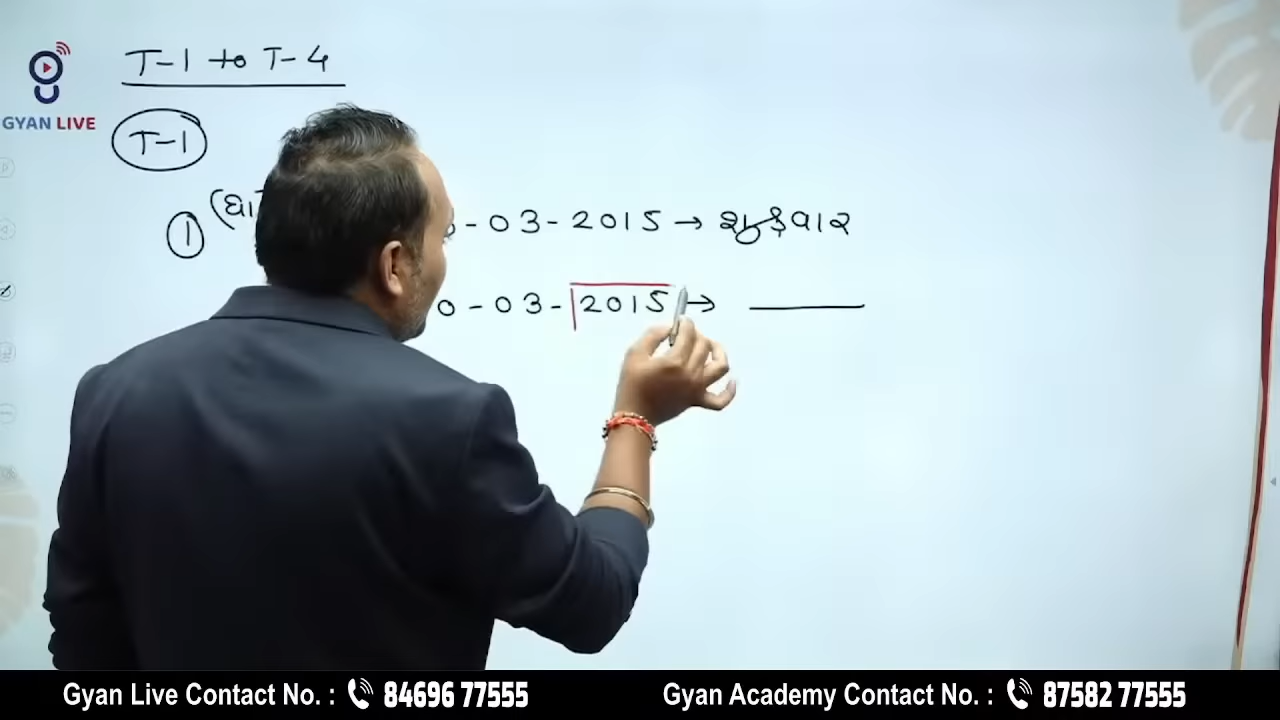 T-1 to T-4
GYAN LIVE
T-1
1
- 03 - 2015 → શુક્રવાર
0 - 03 - 2015 →
Gyan Live Contact No. : 84696 77555
Gyan Academy Contact No. : 87582 77555